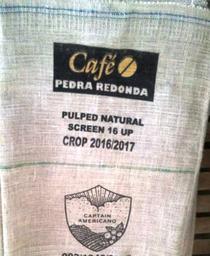 Café
PEDRA REDONDA
PULPED NATURAL
SCREEN 16 UP
CROP 2016/2017
CAPTAIN
AMERICANO